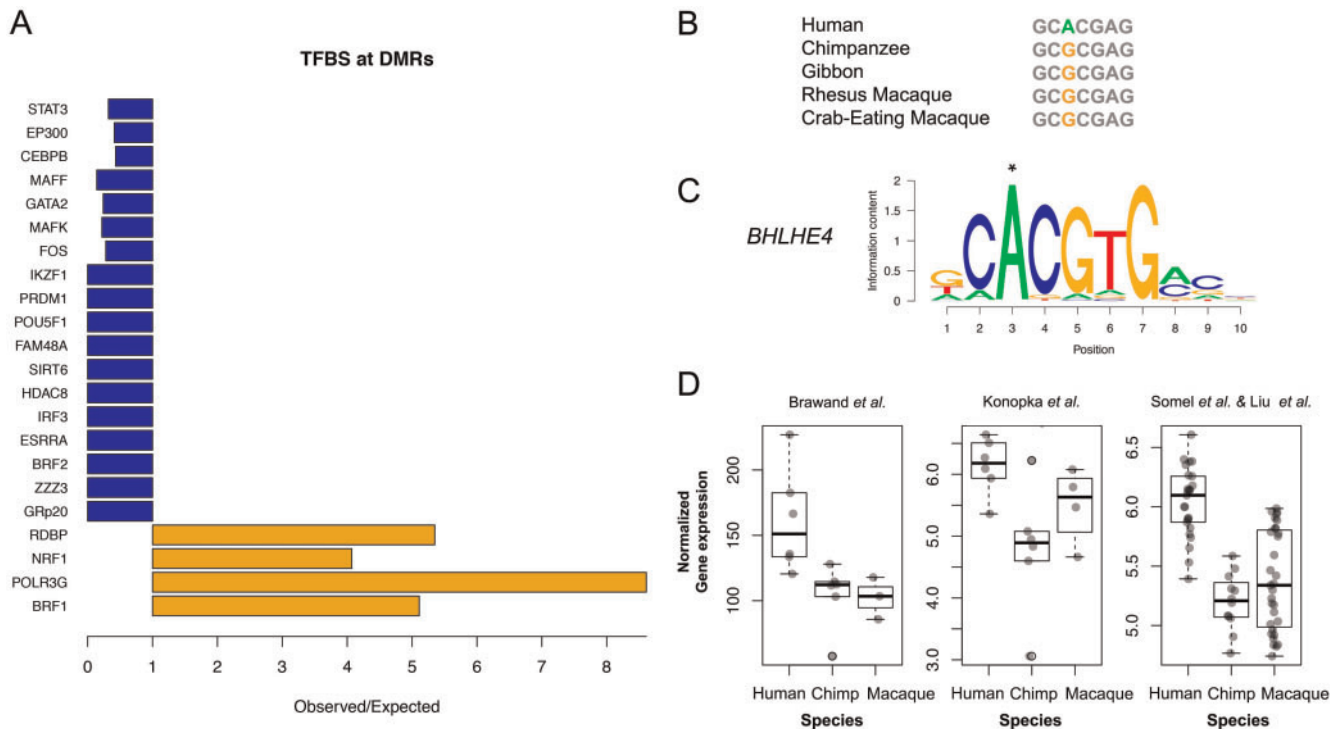 A
TFBS at DMRs
STAT3
EP300
CEBPB
MAFF
GATA2
MAFK
FOS
IKZF1
PRDM1
POU5F1
FAM48A
SIRT6
HDAC8
IRF3
ESRRA
BRF2
ZZZ3
GRp20
RDBP
NRF1
POLR3G
BRF1
0 1 2 3 4 5 6 7 8
Observed/Expected
B
Human GCACGAG
Chimpanzee GCGCGAG
Gibbon GCGCGAG
Rhesus Macaque GCGCGAG
Crab-Eating Macaque GCGCGAG
C
BHLHE4
*
Information content
2
1.5
1
0.5
0
CACGTG
1 2 3 4 5 6 7 8 9 10
Position
D
Normalized
Gene expression
Brawand et al.
200
150
100
Human Chimp Macaque
Species
Konopka et al.
6.0
5.0
4.0
3.0
Human Chimp Macaque
Species
Somel et al. & Liu et al.
6.5
6.0
5.5
5.0
Human Chimp Macaque
Species